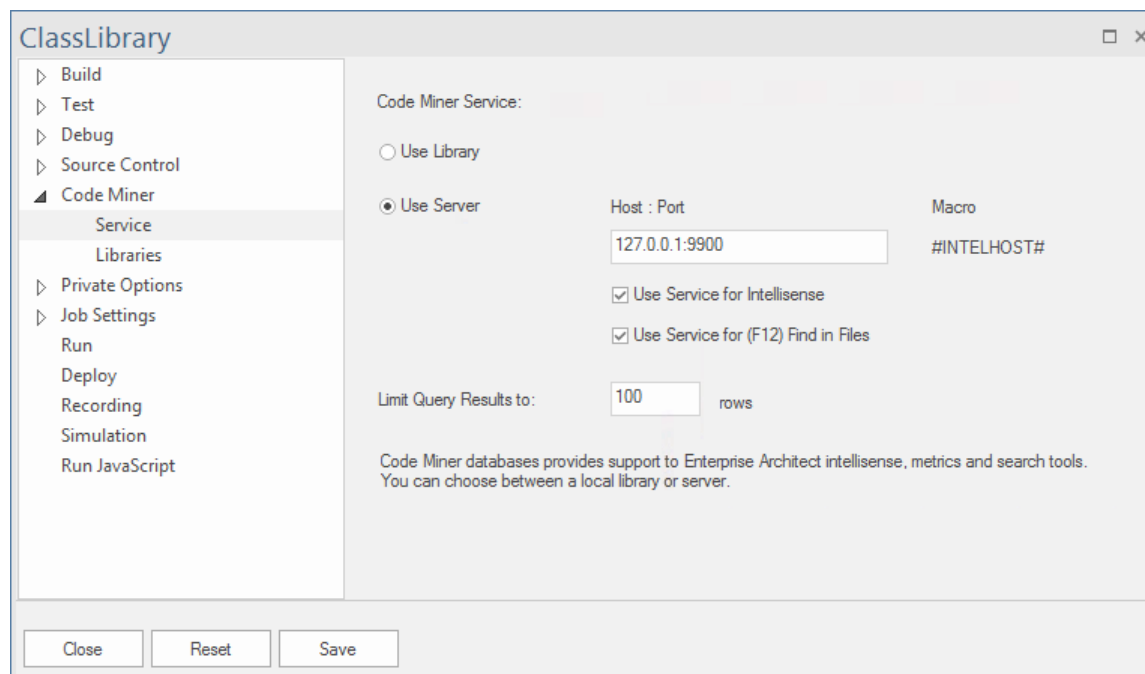 ClassLibrary
Build
Test
Debug
Source Control
Code Miner
Service
Libraries
Private Options
Job Settings
Run
Deploy
Recording
Simulation
Run JavaScript
Code Miner Service:
Use Library
Use Server
Host : Port
Macro
127.0.0.1:9900
#INTELHOST#
Use Service for Intellisense
Use Service for (F12) Find in Files
Limit Query Results to:
100
rows
Code Miner databases provides support to Enterprise Architect intellisense, metrics and search tools.
You can choose between a local library or server.
Close
Reset
Save